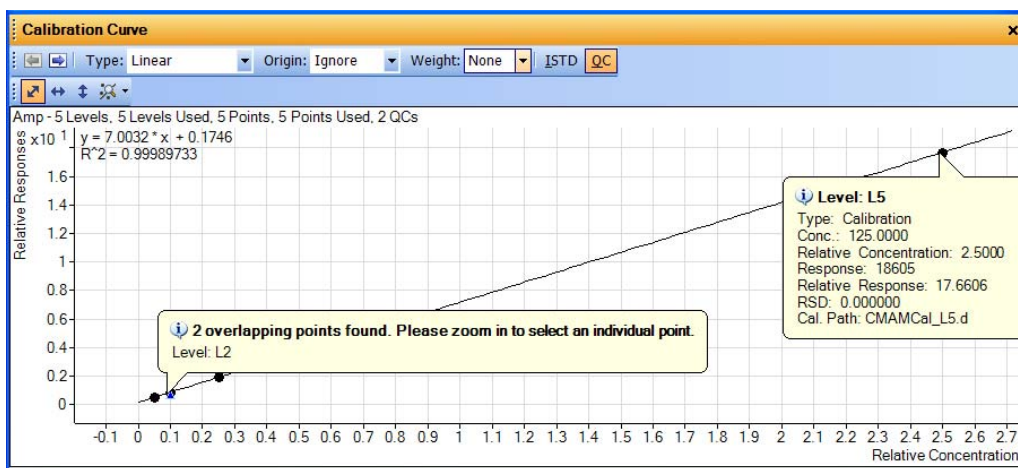 Calibration Curve
Type: Linear Origin: Ignore Weight: None ISTD QC
Amp - 5 Levels, 5 Levels Used, 5 Points, 5 Points Used, 2 QCs
Relative Responses
x10 1
y = 7.0032 * x + 0.1746
R^2 = 0.99989733
1.6
1.4
1.2
1
0.8
0.6
0.4
0.2
0
Level: L5
Type: Calibration
Conc.: 125.0000
Relative Concentration: 2.5000
Response: 18605
Relative Response: 17.6606
RSD: 0.000000
Cal. Path: CMAMCal_L5.d
2 overlapping points found. Please zoom in to select an individual point.
Level: L2
-0.1 0 0.1 0.2 0.3 0.4 0.5 0.6 0.7 0.8 0.9 1 1.1 1.2 1.3 1.4 1.5 1.6 1.7 1.8 1.9 2 2.1 2.2 2.3 2.4 2.5 2.6 2.7
Relative Concentration